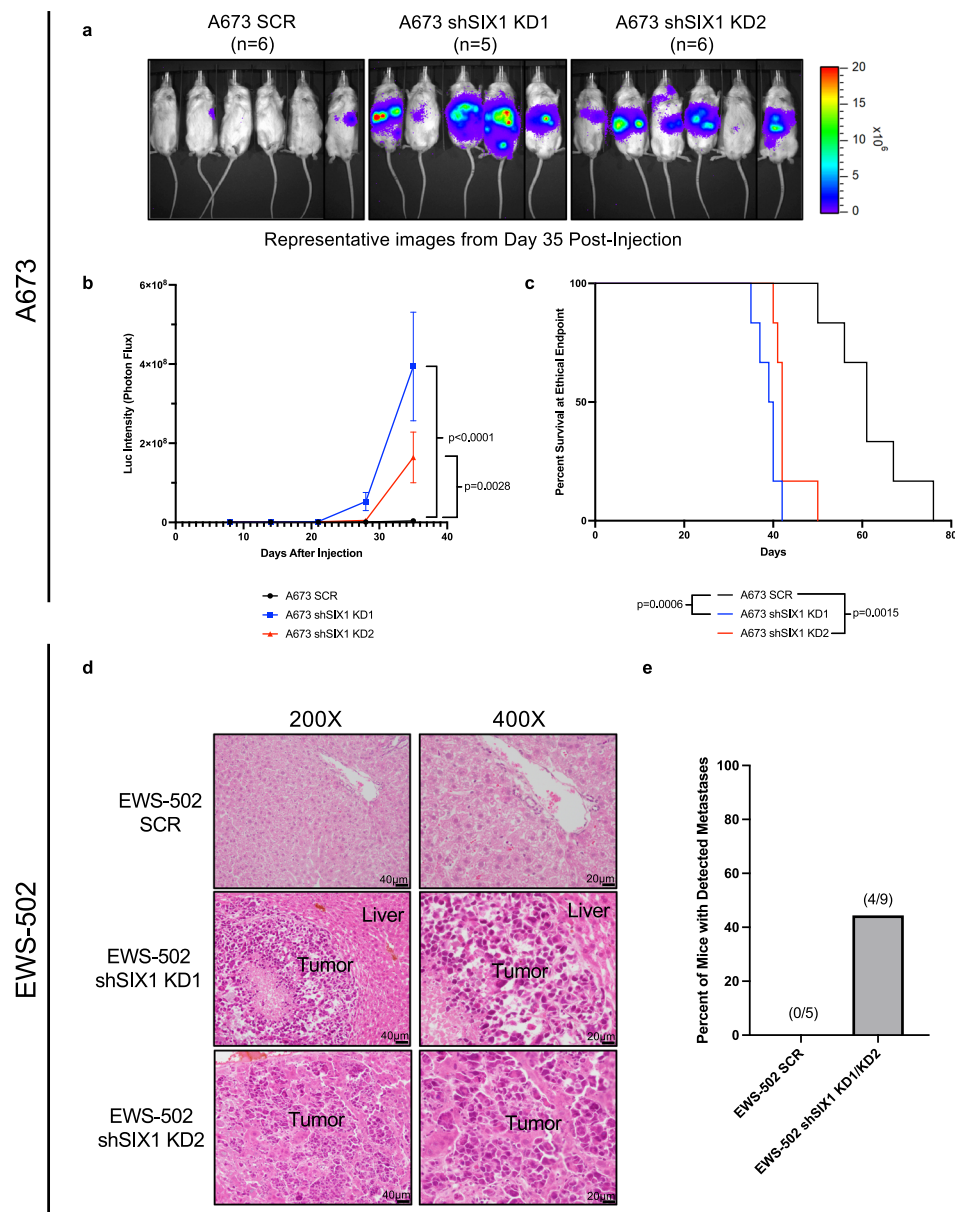 a
A673 SCR
(n=6)
A673 shSIX1 KD1
(n=5)
A673 shSIX1 KD2
(n=6)
20
15
10
5
0
x10⁶
Representative images from Day 35 Post-Injection
A673
b
6×10⁸
4×10⁸
2×10⁸
0
Luc Intensity (Photon Flux)
0
10
20
30
40
Days After Injection
p<0.0001
p=0.0028
A673 SCR
A673 shSIX1 KD1
A673 shSIX1 KD2
c
100
50
0
Percent Survival at Ethical Endpoint
0
20
40
60
80
Days
p=0.0006
A673 SCR
A673 shSIX1 KD1
A673 shSIX1 KD2
p=0.0015
EWS-502
d
200X
400X
EWS-502
SCR
40µm
20µm
EWS-502
shSIX1 KD1
Liver
Tumor
40µm
Liver
Tumor
20µm
EWS-502
shSIX1 KD2
Tumor
40µm
Tumor
20µm
e
100
80
60
40
20
0
Percent of Mice with Detected Metastases
(0/5)
(4/9)
EWS-502 SCR
EWS-502 shSIX1 KD1/KD2